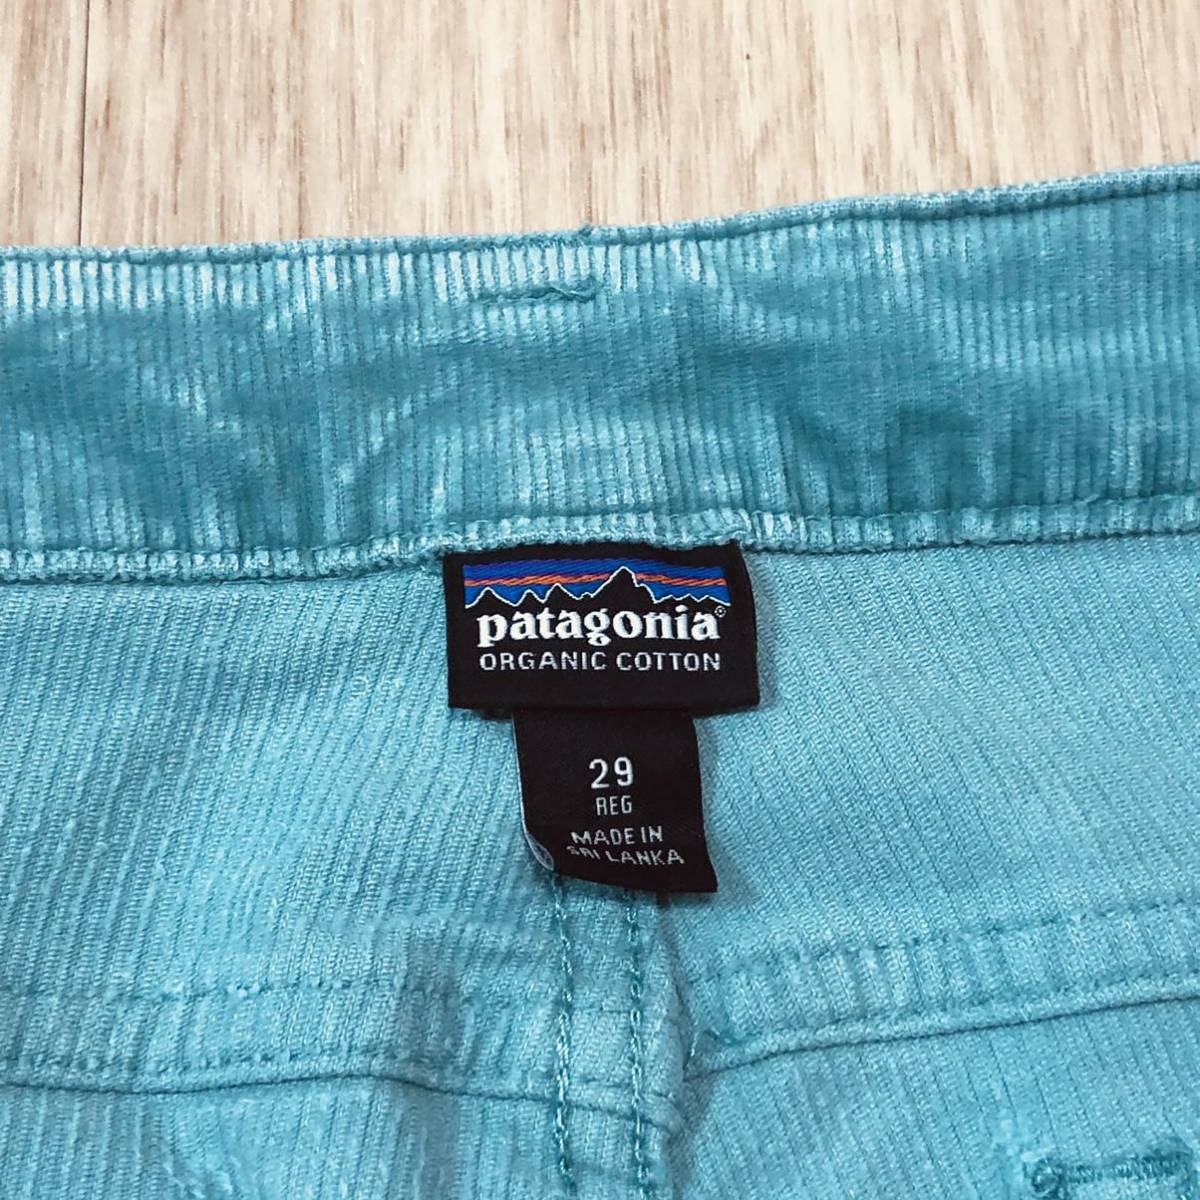 patagonia®
ORGANIC COTTON
29
REG
MADE IN
SRI LANKA